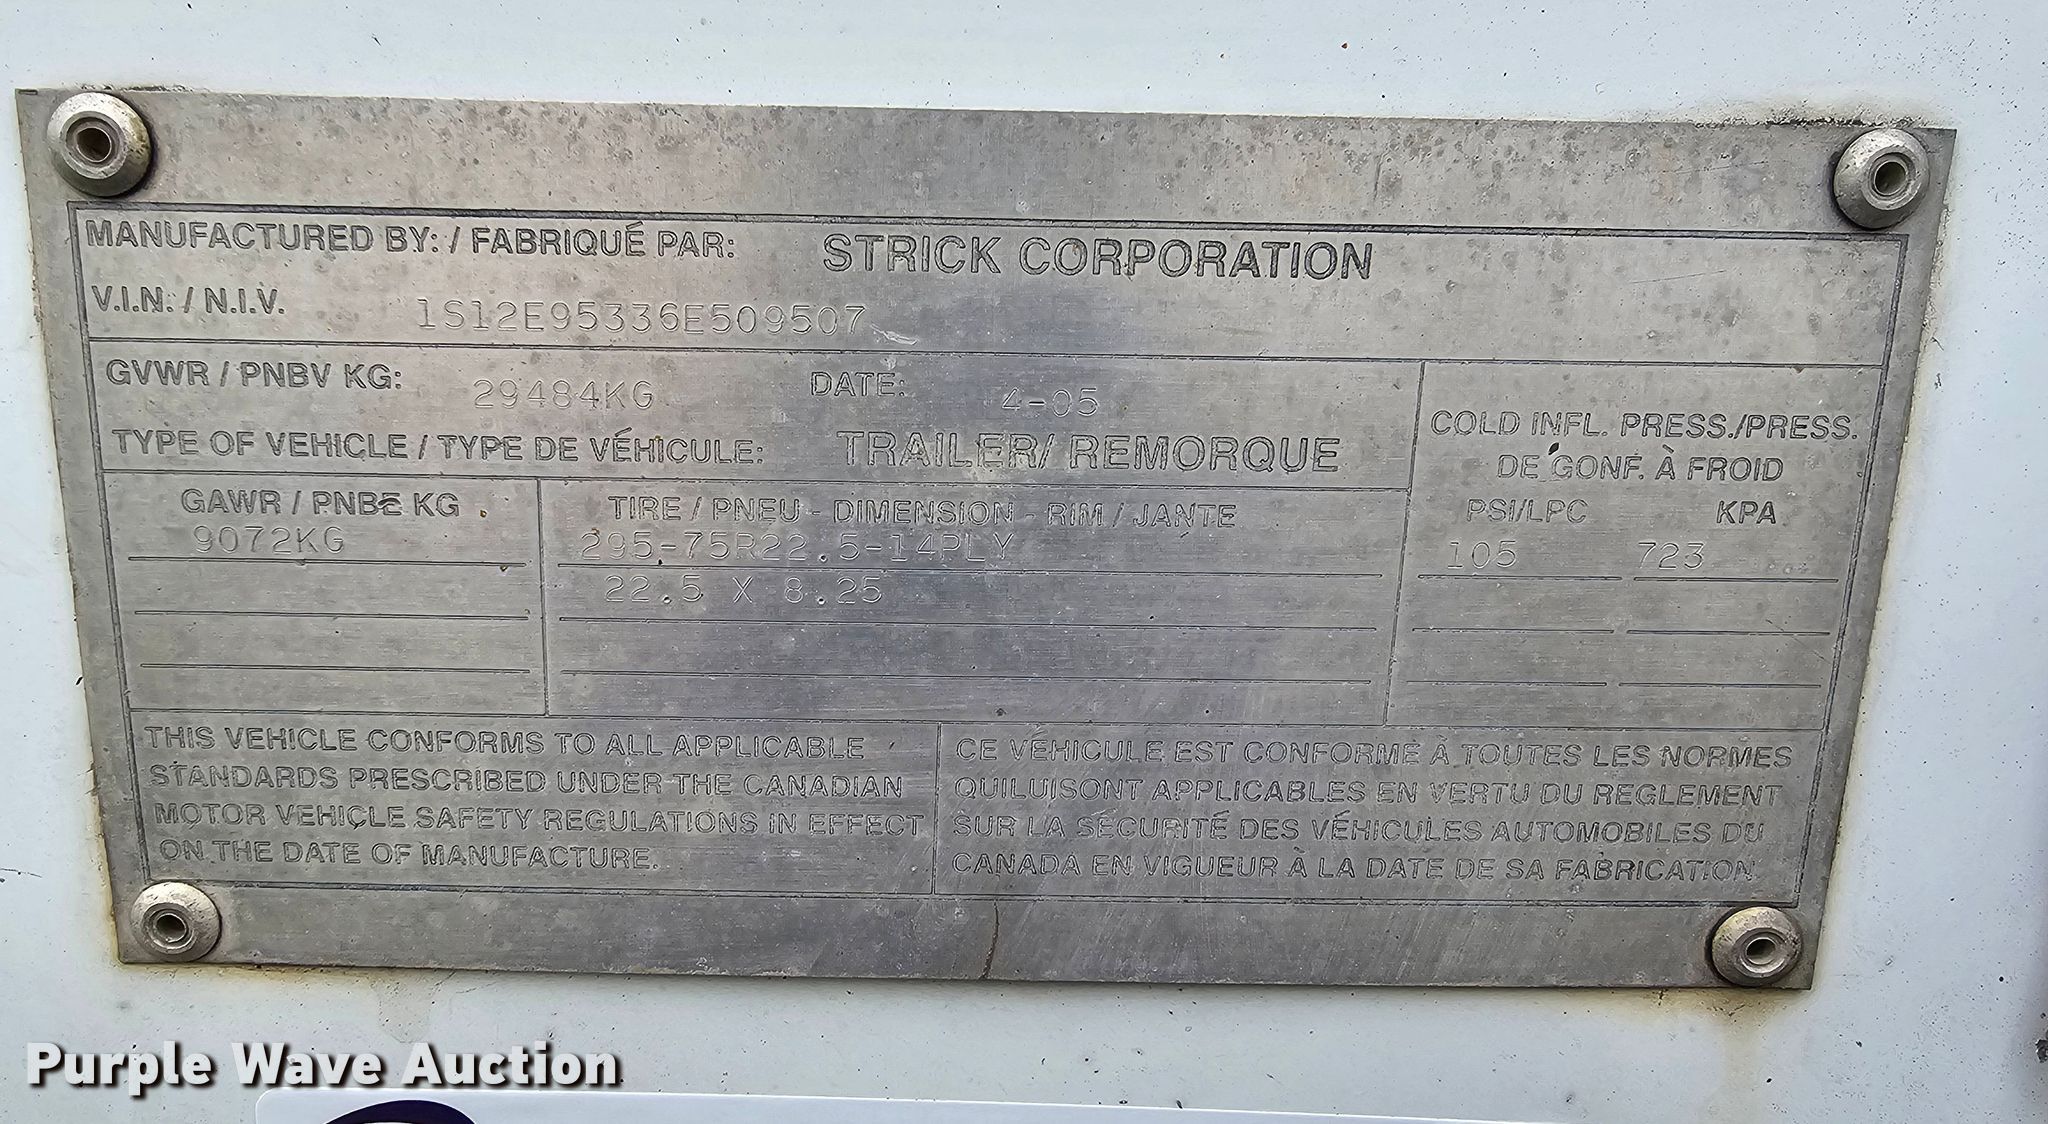 MANUFACTURED BY: / FABRIQUÉ PAR: STRICK CORPORATION
V.I.N. / N.I.V. 1S12E95336E509507
GVWR / PNBV KG: 29484KG DATE: 4-05
TYPE OF VEHICLE / TYPE DE VÉHICULE: TRAILER/ REMORQUE
COLD INFL. PRESS./PRESS.
DE GONF. À FROID
GAWR / PNBE KG TIRE / PNEU - DIMENSION - RIM / JANTE PSI/LPC KPA
9072KG 295-75R22.5-14PLY 105 723
22.5 X 8.25
THIS VEHICLE CONFORMS TO ALL APPLICABLE
STANDARDS PRESCRIBED UNDER THE CANADIAN
MOTOR VEHICLE SAFETY REGULATIONS IN EFFECT
ON THE DATE OF MANUFACTURE.
CE VÉHICULE EST CONFORME À TOUTES LES NORMES
QUILUISONT APPLICABLES EN VERTU DU REGLEMENT
SUR LA SÉCURITÉ DES VÉHICULES AUTOMOBILES DU
CANADA EN VIGUEUR À LA DATE DE SA FABRICATION.
Purple Wave Auction